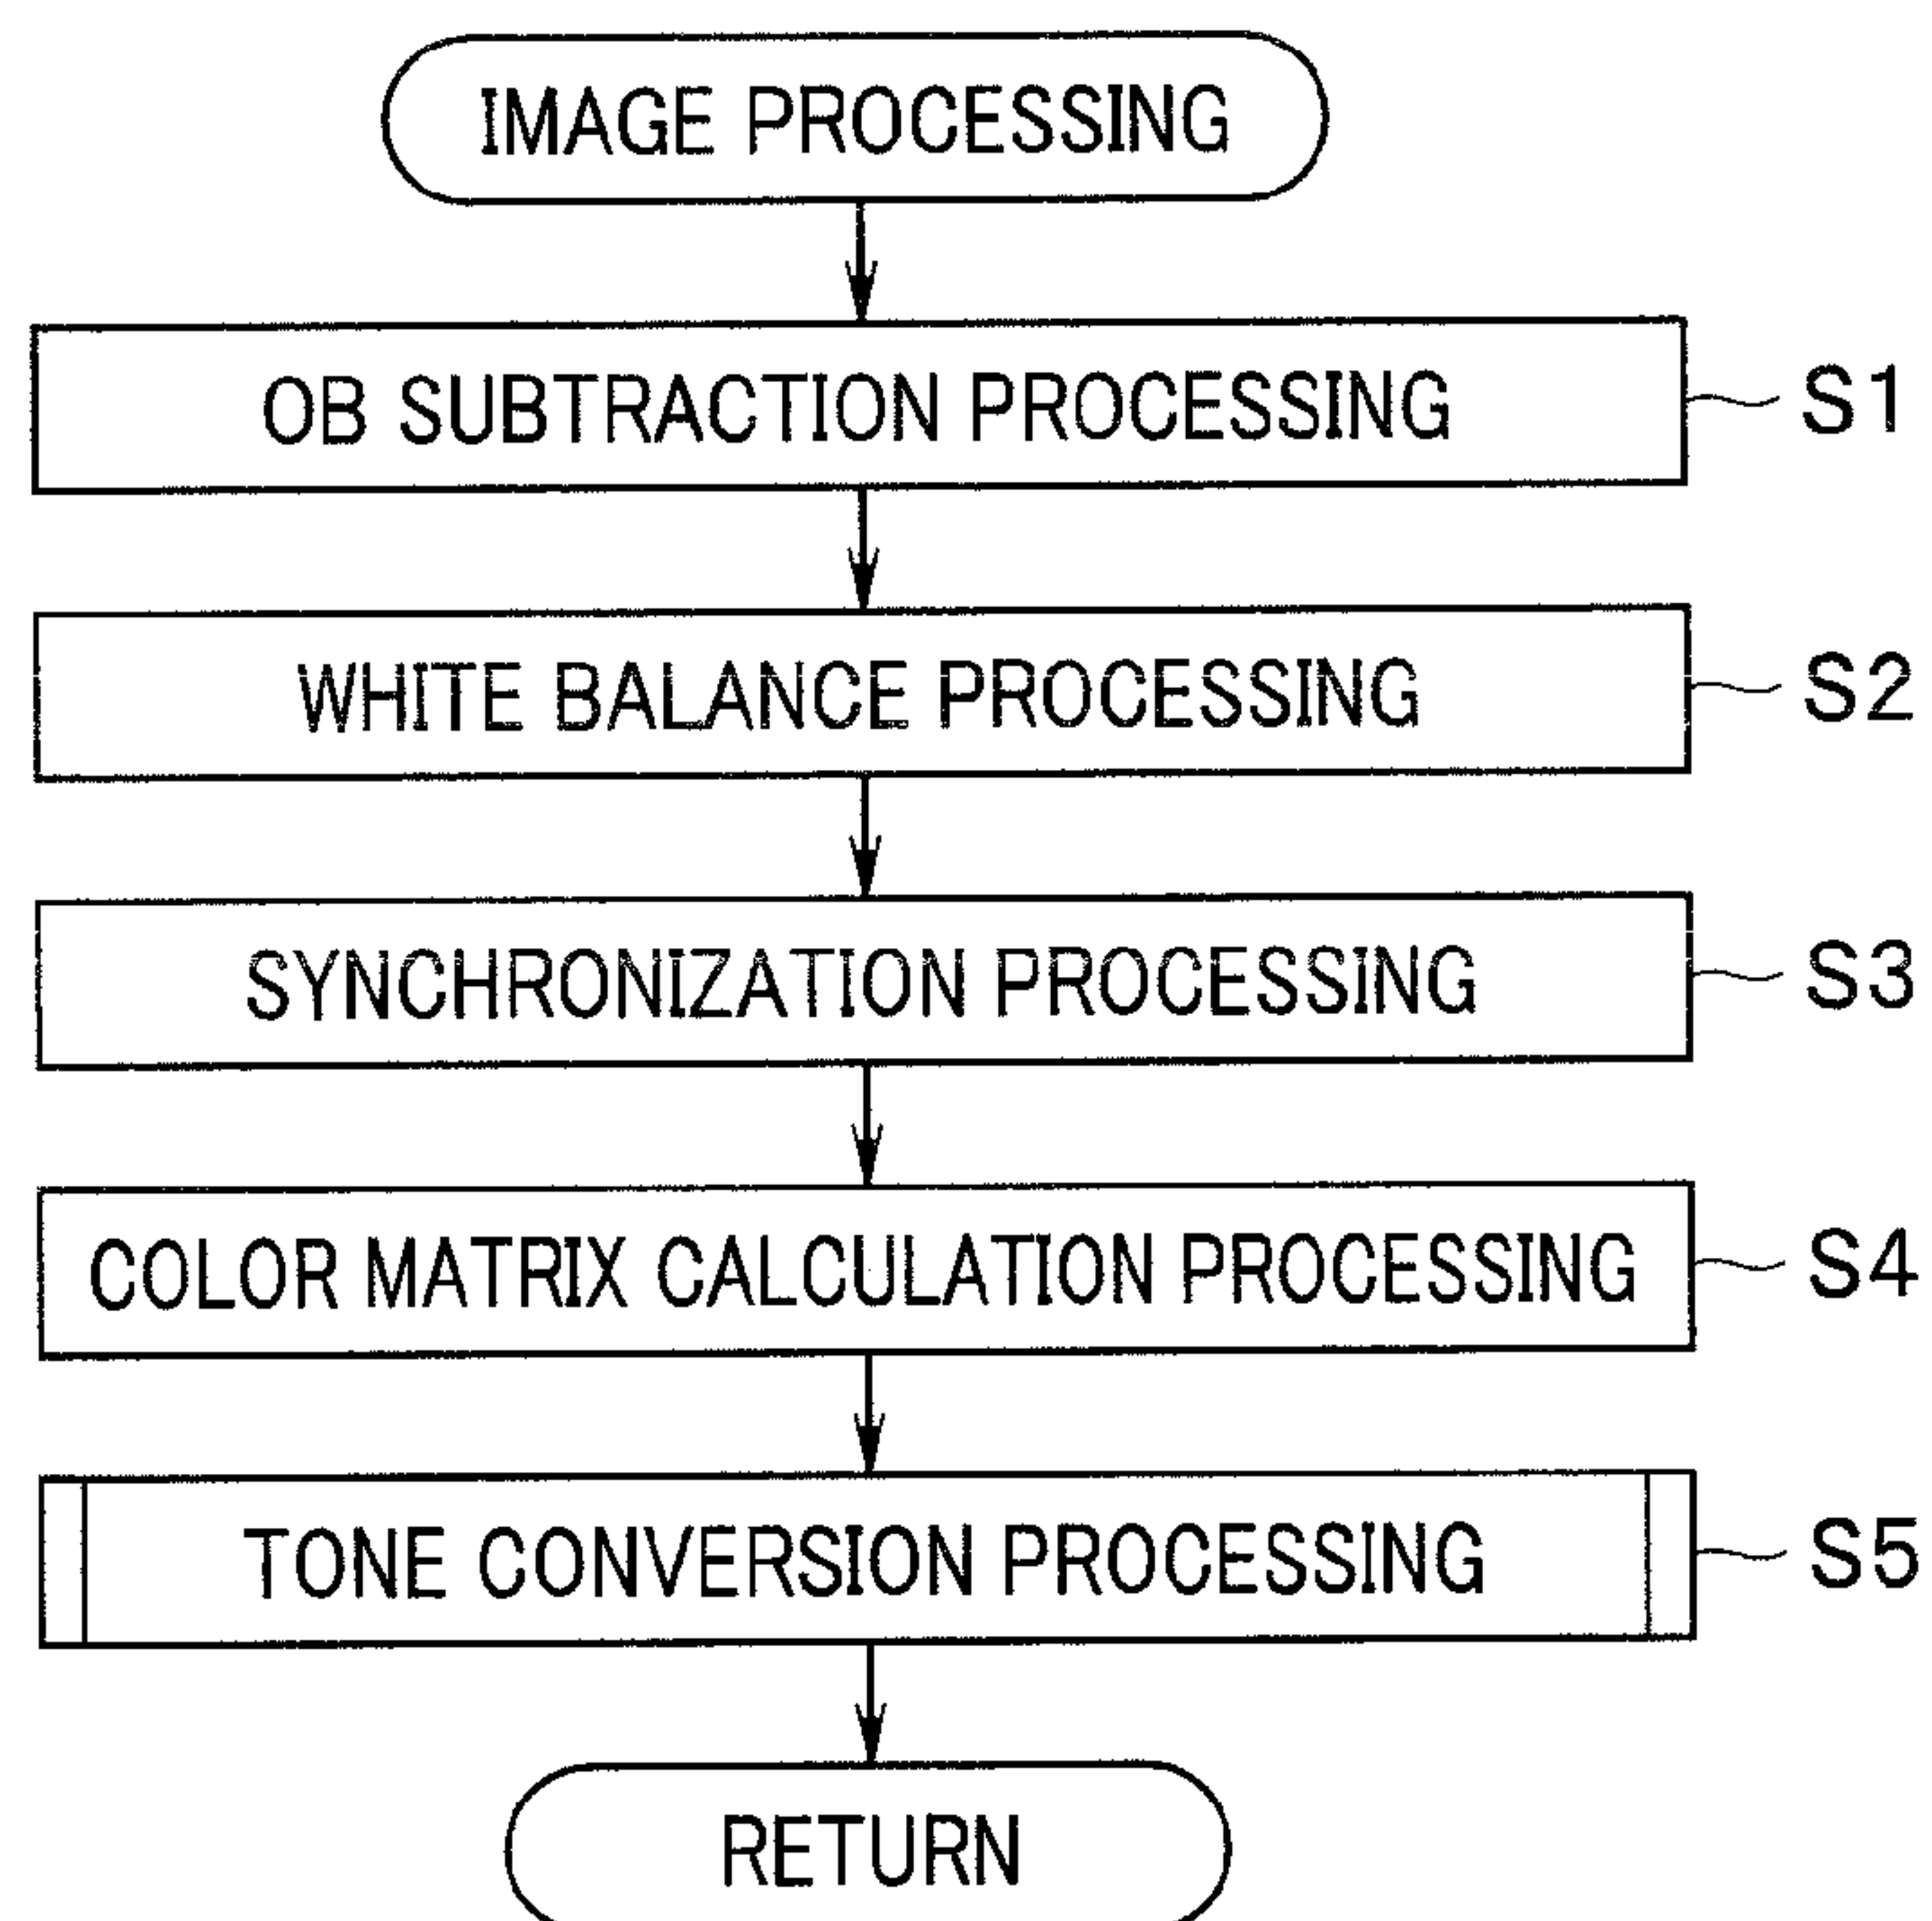 IMAGE PROCESSING
OB SUBTRACTION PROCESSING S1
WHITE BALANCE PROCESSING S2
SYNCHRONIZATION PROCESSING S3
COLOR MATRIX CALCULATION PROCESSING S4
TONE CONVERSION PROCESSING S5
RETURN